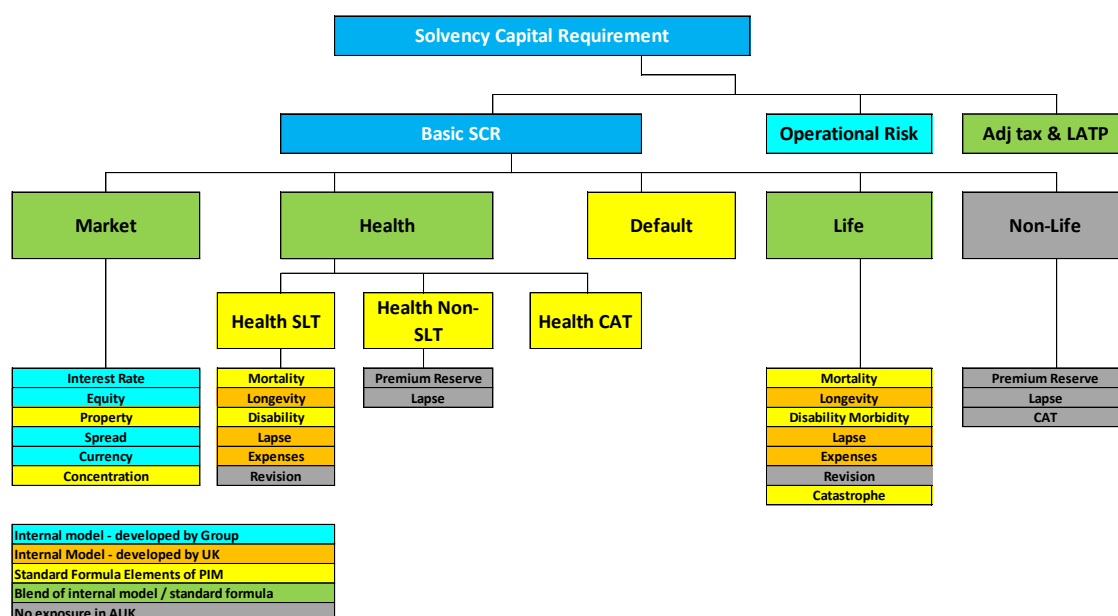 Solvency Capital Requirement
Basic SCR
Operational Risk
Adj tax & LATP
Market
Health
Default
Life
Non-Life
Health SLT
Health Non-
SLT
Health CAT
Interest Rate
Equity
Property
Spread
Currency
Concentration
Mortality
Longevity
Disability
Lapse
Expenses
Revision
Premium Reserve
Lapse
Mortality
Longevity
Disability Morbidity
Lapse
Expenses
Revision
Catastrophe
Premium Reserve
Lapse
CAT
Internal model - developed by Group
Internal Model - developed by UK
Standard Formula Elements of PIM
Blend of internal model / standard formula
No exposure in AUK